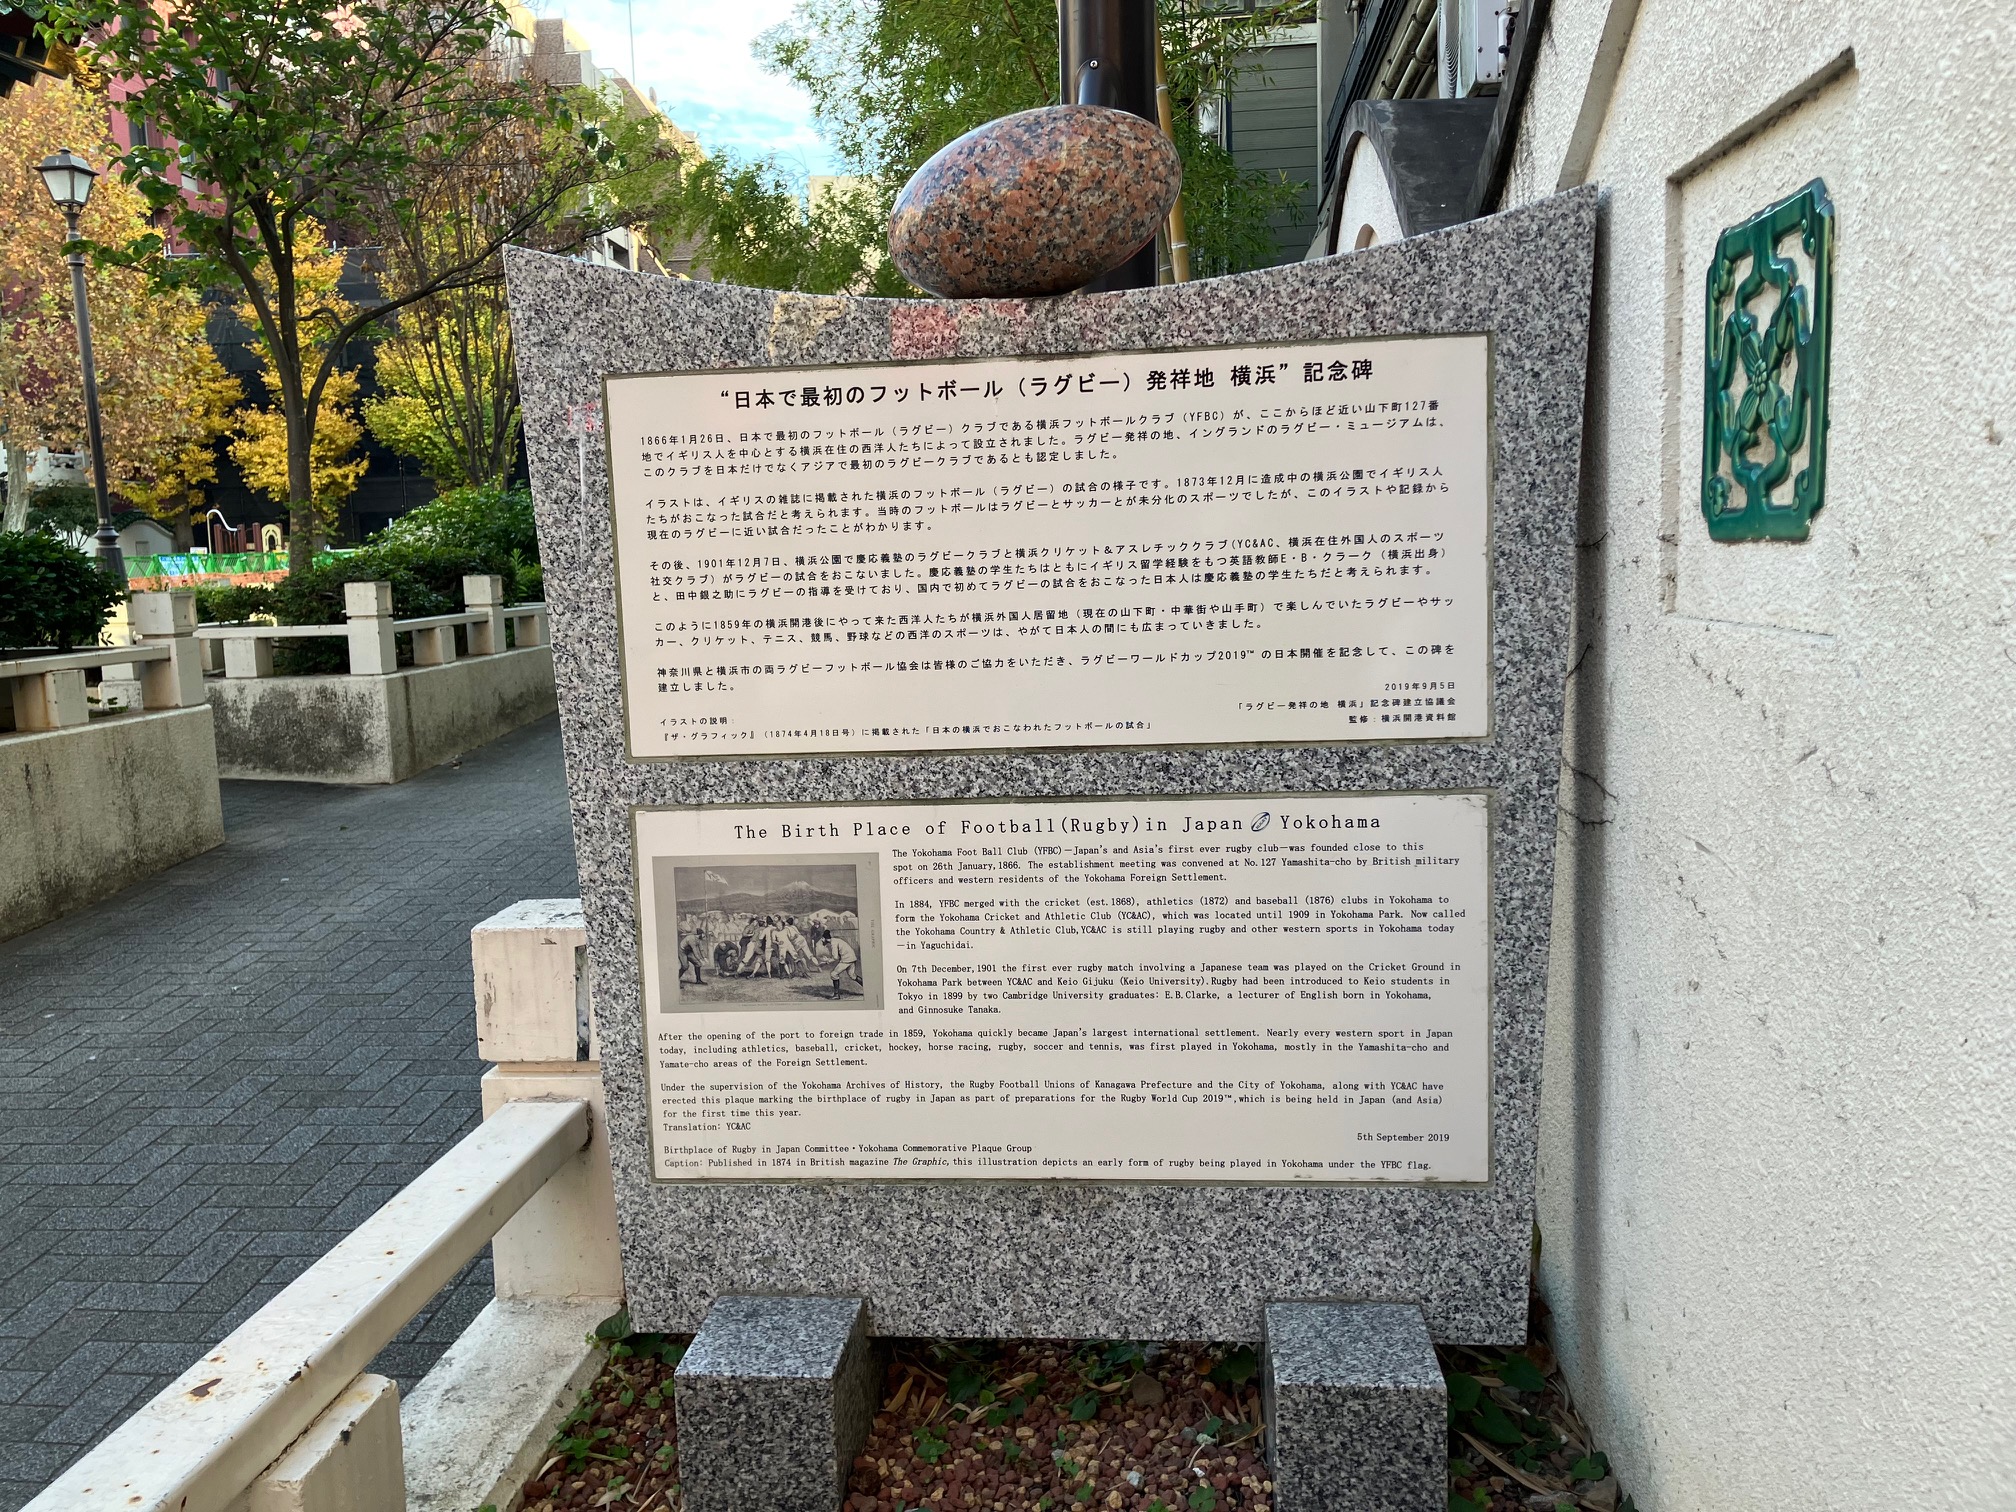 “日本で最初のフットボール（ラグビー）発祥地 横浜”記念碑
1866年1月26日、日本で最初のフットボール（ラグビー）クラブである横浜フットボールクラブ（YFBC）が、ここからほど近い山下町127番
地でイギリス人を中心とする横浜在住の西洋人たちによって設立されました。ラグビー発祥の地、イングランドのラグビー・ミュージアムは、
このクラブを日本だけでなくアジアで最初のラグビークラブであるとも認定しました。
イラストは、イギリスの雑誌に掲載された横浜のフットボール（ラグビー）の試合の様子です。1873年12月に造成中の横浜公園でイギリス人
たちがおこなった試合だと考えられます。当時のフットボールはラグビーとサッカーとが未分化のスポーツでしたが、このイラストや記録から
現在のラグビーに近い試合だったことがわかります。
その後、1901年12月7日、横浜公園で慶応義塾のラグビークラブと横浜クリケット＆アスレチッククラブ(YC&AC、横浜在住外国人のスポーツ
社交クラブ）がラグビーの試合をおこないました。慶応義塾の学生たちはともにイギリス留学経験をもつ英語教師E・B・クラーク（横浜出身）
と、田中銀之助にラグビーの指導を受けており、国内で初めてラグビーの試合をおこなった日本人は慶応義塾の学生たちだと考えられます。
このように1859年の横浜開港後にやって来た西洋人たちが横浜外国人居留地（現在の山下町・中華街や山手町）で楽しんでいたラグビーやサッ
カー、クリケット、テニス、競馬、野球などの西洋のスポーツは、やがて日本人の間にも広まっていきました。
神奈川県と横浜市の両ラグビーフットボール協会は皆様のご協力をいただき、ラグビーワールドカップ2019™ の日本開催を記念して、この碑を
建立しました。
2019年9月5日
「ラグビー発祥の地 横浜」記念碑建立協議会
監修：横浜開港資料館
イラストの説明：
『ザ・グラフィック』（1874年4月18日号）に掲載された「日本の横浜でおこなわれたフットボールの試合」
The Birth Place of Football(Rugby)in Japan Yokohama
The Yokohama Foot Ball Club (YFBC)—Japan's and Asia's first ever rugby club—was founded close to this
spot on 26th January,1866. The establishment meeting was convened at No.127 Yamashita-cho by British military
officers and western residents of the Yokohama Foreign Settlement.
In 1884, YFBC merged with the cricket (est.1868), athletics (1872) and baseball (1876) clubs in Yokohama to
form the Yokohama Cricket and Athletic Club (YC&AC), which was located until 1909 in Yokohama Park. Now called
the Yokohama Country & Athletic Club,YC&AC is still playing rugby and other western sports in Yokohama today
—in Yaguchidai.
On 7th December,1901 the first ever rugby match involving a Japanese team was played on the Cricket Ground in
Yokohama Park between YC&AC and Keio Gijuku (Keio University).Rugby had been introduced to Keio students in
Tokyo in 1899 by two Cambridge University graduates: E.B.Clarke, a lecturer of English born in Yokohama,
and Ginnosuke Tanaka.
After the opening of the port to foreign trade in 1859, Yokohama quickly became Japan's largest international settlement. Nearly every western sport in Japan
today, including athletics, baseball, cricket, hockey, horse racing, rugby, soccer and tennis, was first played in Yokohama, mostly in the Yamashita-cho and
Yamate-cho areas of the Foreign Settlement.
Under the supervision of the Yokohama Archives of History, the Rugby Football Unions of Kanagawa Prefecture and the City of Yokohama, along with YC&AC have
erected this plaque marking the birthplace of rugby in Japan as part of preparations for the Rugby World Cup 2019™,which is being held in Japan (and Asia)
for the first time this year.
Translation: YC&AC
5th September 2019
Birthplace of Rugby in Japan Committee・Yokohama Commemorative Plaque Group
Caption: Published in 1874 in British magazine The Graphic, this illustration depicts an early form of rugby being played in Yokohama under the YFBC flag.